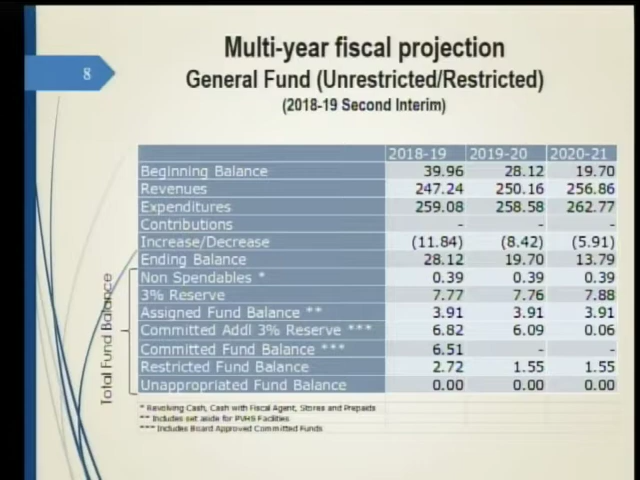 8
Multi-year fiscal projection
General Fund (Unrestricted/Restricted)
(2018-19 Second Interim)
2018-19 2019-20 2020-21
Beginning Balance 39.96 28.12 19.70
Revenues 247.24 250.16 256.86
Expenditures 259.08 258.58 262.77
Contributions - - -
Increase/Decrease (11.84) (8.42) (5.91)
Ending Balance 28.12 19.70 13.79
Non Spendables * 0.39 0.39 0.39
3% Reserve 7.77 7.76 7.88
Assigned Fund Balance ** 3.91 3.91 3.91
Committed Addl 3% Reserve *** 6.82 6.09 0.06
Committed Fund Balance *** 6.51 - -
Restricted Fund Balance 2.72 1.55 1.55
Unappropriated Fund Balance 0.00 0.00 0.00
Total Fund Balance
* Revolving Cash, Cash with Fiscal Agent, Stores and Prepaids
** Includes set aside for PVHS Facilities
*** Includes Board Approved Committed Funds